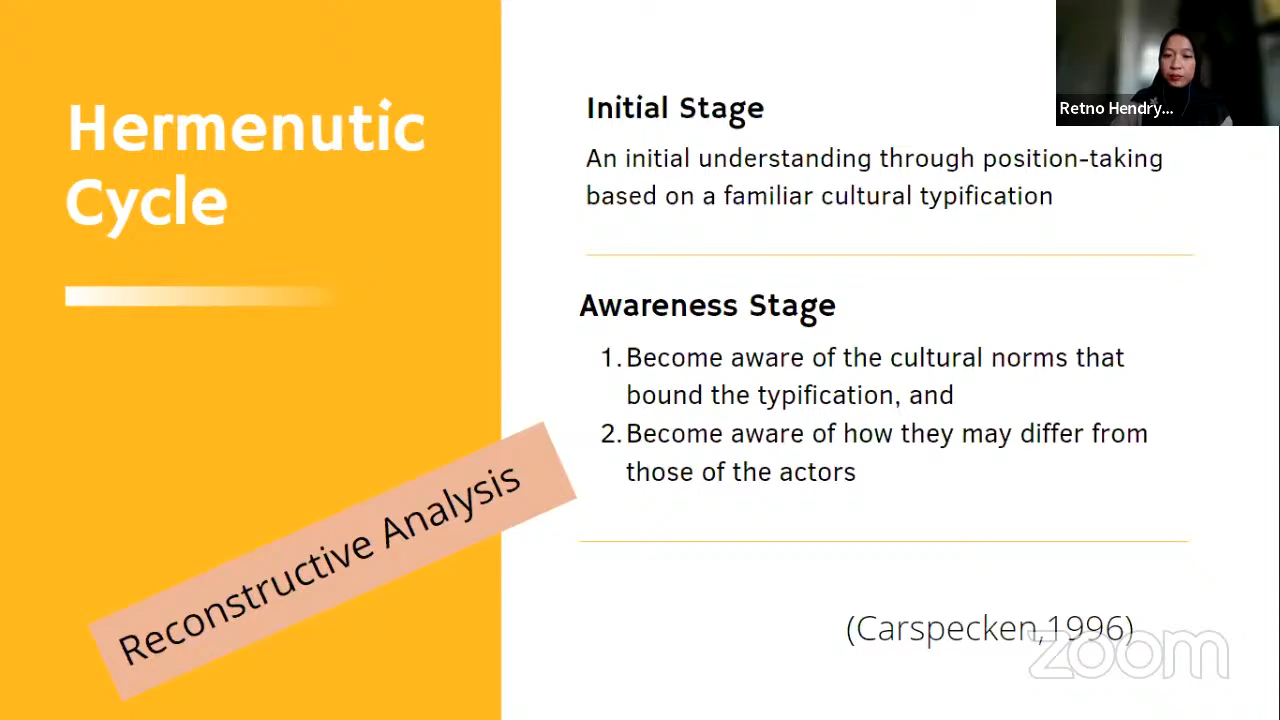 Hermenutic
Cycle
Initial Stage
An initial understanding through position-taking
based on a familiar cultural typification
Awareness Stage
1. Become aware of the cultural norms that
bound the typification, and
2. Become aware of how they may differ from
those of the actors
Reconstructive Analysis
(Carspecken,1996)
Retno Hendry...
zoom